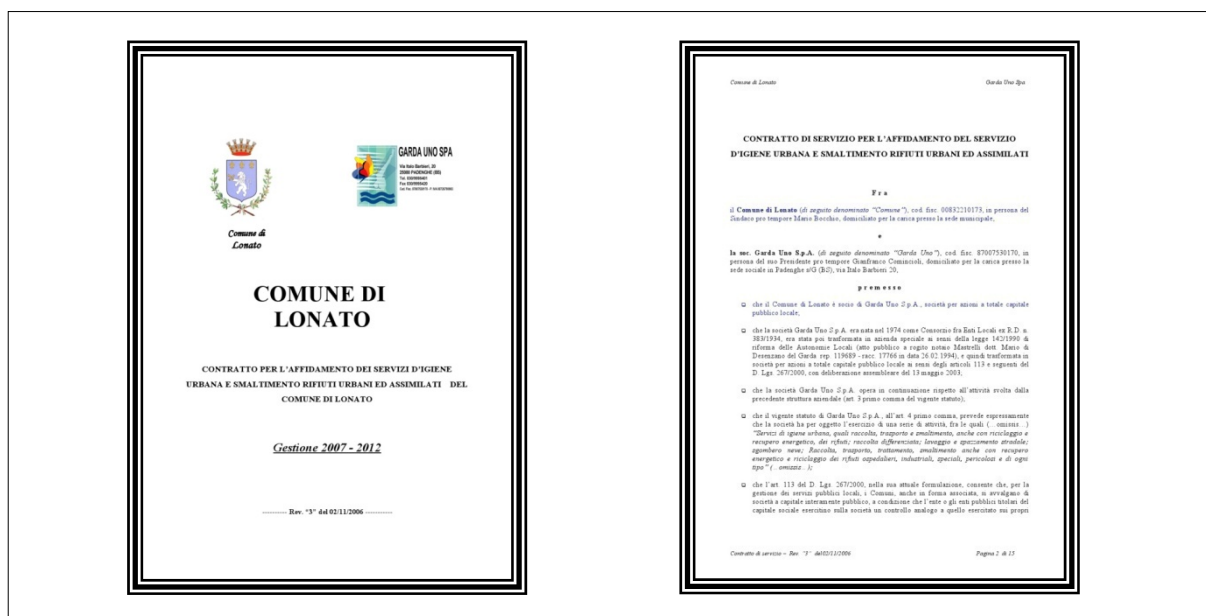 GARDA UNO SPA
Via Italo Barbieri, 20
25080 PADENGHE (BS)
Comune di
Lonato
COMUNE DI
LONATO
CONTRATTO PER L'AFFIDAMENTO DEI SERVIZI D'IGIENE
URBANA E SMALTIMENTO RIFIUTI URBANI ED ASSIMILATI DEL
COMUNE DI LONATO
Gestione 2007 - 2012
----------- Rev. "3" del 02/11/2006 -----------
Comune di Lonato Garda Uno Spa
CONTRATTO DI SERVIZIO PER L'AFFIDAMENTO DEL SERVIZIO
D'IGIENE URBANA E SMALTIMENTO RIFIUTI URBANI ED ASSIMILATI
Fra
il Comune di Lonato (di seguito denominato "Comune"), cod. fisc. 00832210173, in persona del
Sindaco pro tempore Mario Bocchio, domiciliato per la carica presso la sede municipale,
e
la soc. Garda Uno S.p.A. (di seguito denominato "Garda Uno"), cod. fisc. 87007530170, in
persona del suo Presidente pro tempore Gianfranco Comincioli, domiciliato per la carica presso la
sede sociale in Padenghe s/G (BS), via Italo Barbieri 20,
premesso
che il Comune di Lonato è socio di Garda Uno S.p.A., società per azioni a totale capitale
pubblico locale;
che la società Garda Uno S.p.A. era nata nel 1974 come Consorzio fra Enti Locali ex R.D. n.
383/1934, era stata poi trasformata in azienda speciale ai sensi della legge 142/1990 di
riforma delle Autonomie Locali (atto pubblico a rogito notaio Mastrelli dott. Mario di
Desenzano del Garda rep. 119689 - racc. 17766 in data 26.02.1994), e quindi trasformata in
società per azioni a totale capitale pubblico locale ai sensi degli articoli 113 e seguenti del
D. Lgs. 267/2000, con deliberazione assembleare del 13 maggio 2003;
che la società Garda Uno S.p.A. opera in continuazione rispetto all'attività svolta dalla
precedente struttura aziendale (art. 3 primo comma del vigente statuto);
che il vigente statuto di Garda Uno S.p.A., all'art. 4 primo comma, prevede espressamente
che la società ha per oggetto l'esercizio di una serie di attività, fra le quali (...omissis...)
"Servizi di igiene urbana, quali raccolta, trasporto e smaltimento, anche con riciclaggio e
recupero energetico, dei rifiuti; raccolta differenziata; lavaggio e spazzamento stradale;
sgombero neve; Raccolta, trasporto, trattamento, smaltimento anche con recupero
energetico e riciclaggio dei rifiuti ospedalieri, industriali, speciali, pericolosi e di ogni
tipo" (...omissis...);
che l'art. 113 del D. Lgs. 267/2000, nella sua attuale formulazione, consente che, per la
gestione dei servizi pubblici locali, i Comuni, anche in forma associata, si avvalgano di
società a capitale interamente pubblico, a condizione che l'ente o gli enti pubblici titolari del
capitale sociale esercitino sulla società un controllo analogo a quello esercitato sui propri
Contratto di servizio – Rev. "3" del 02/11/2006 Pagina 2 di 15